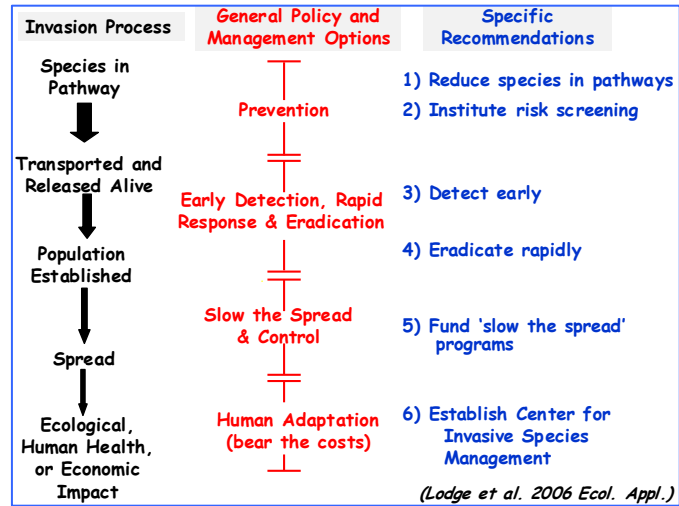 Invasion Process
Species in
Pathway
Transported and
Released Alive
Population
Established
Spread
Ecological,
Human Health,
or Economic
Impact
General Policy and
Management Options
Prevention
Early Detection, Rapid
Response & Eradication
Slow the Spread
& Control
Human Adaptation
(bear the costs)
Specific
Recommendations
1) Reduce species in pathways
2) Institute risk screening
3) Detect early
4) Eradicate rapidly
5) Fund ‘slow the spread’
programs
6) Establish Center for
Invasive Species
Management
(Lodge et al. 2006 Ecol. Appl.)